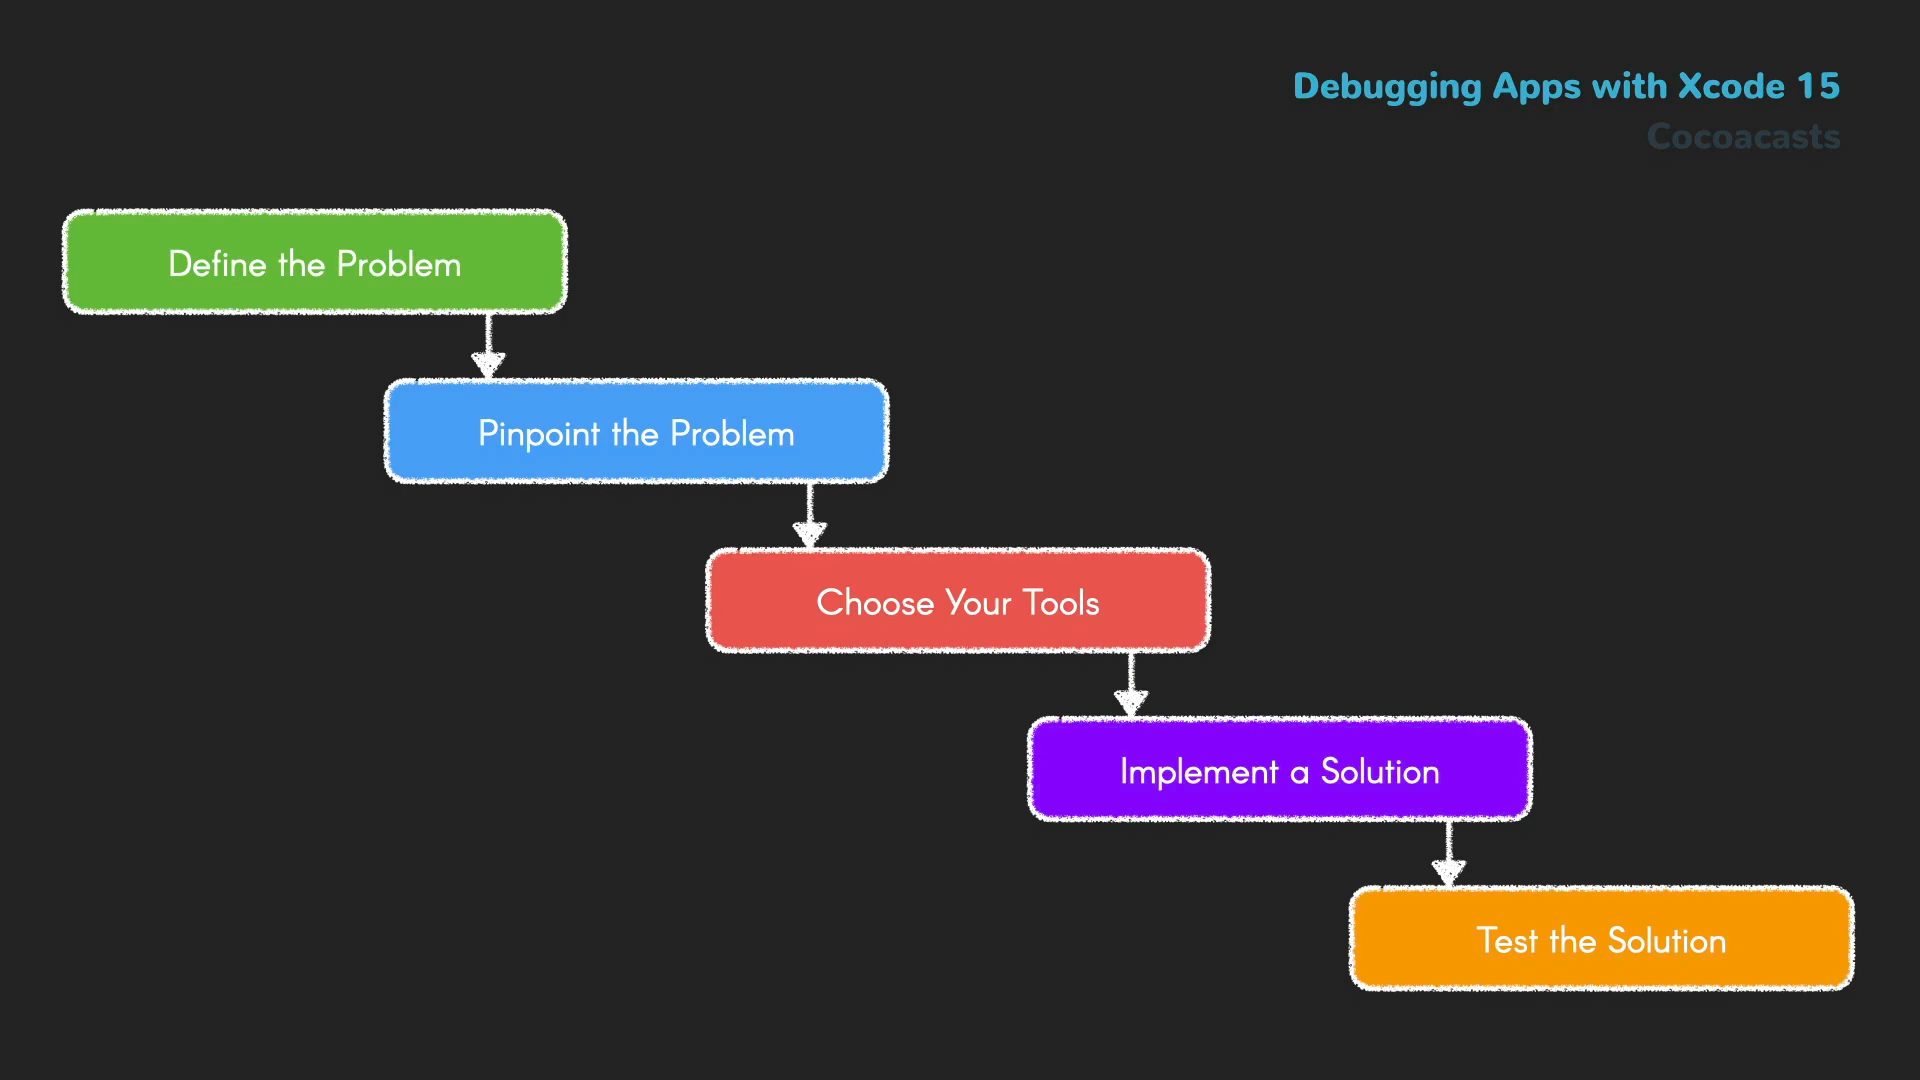 Debugging Apps with Xcode 15
Cocoacasts
Define the Problem
Pinpoint the Problem
Choose Your Tools
Implement a Solution
Test the Solution